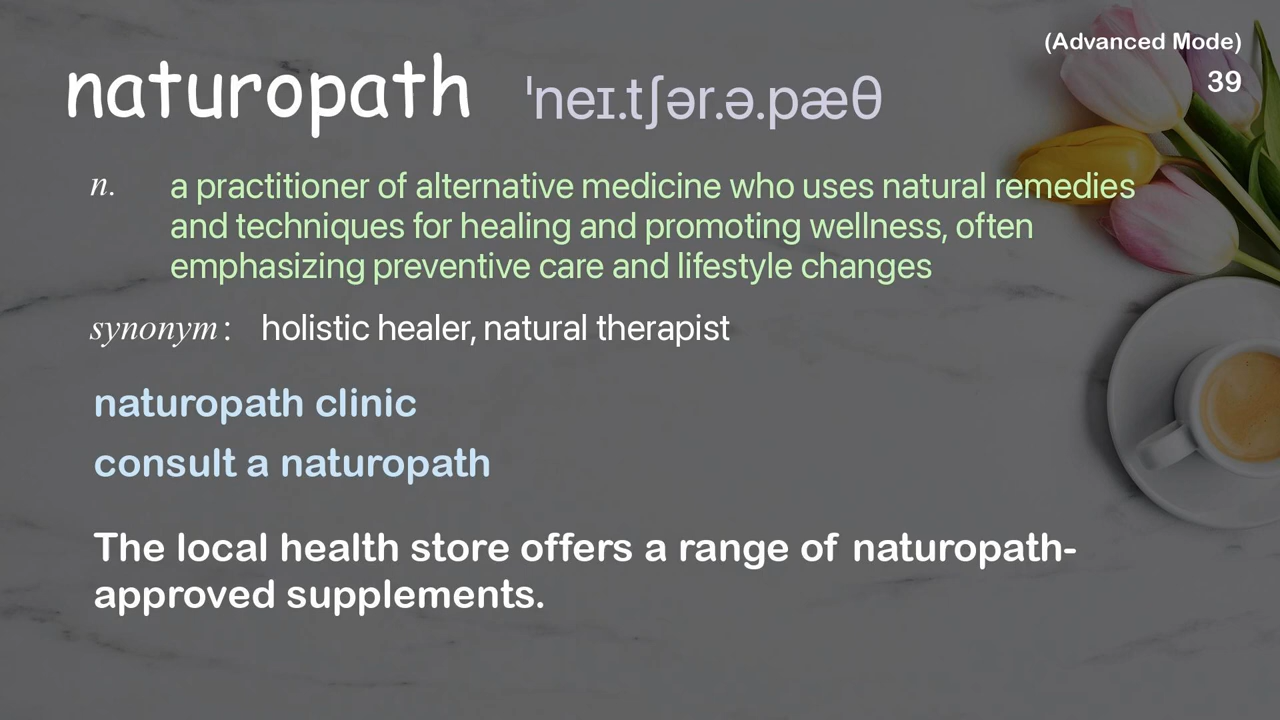 (Advanced Mode)
39
naturopath ˈneɪ.tʃər.ə.pæθ
n. a practitioner of alternative medicine who uses natural remedies
and techniques for healing and promoting wellness, often
emphasizing preventive care and lifestyle changes
synonym: holistic healer, natural therapist
naturopath clinic
consult a naturopath
The local health store offers a range of naturopath-
approved supplements.